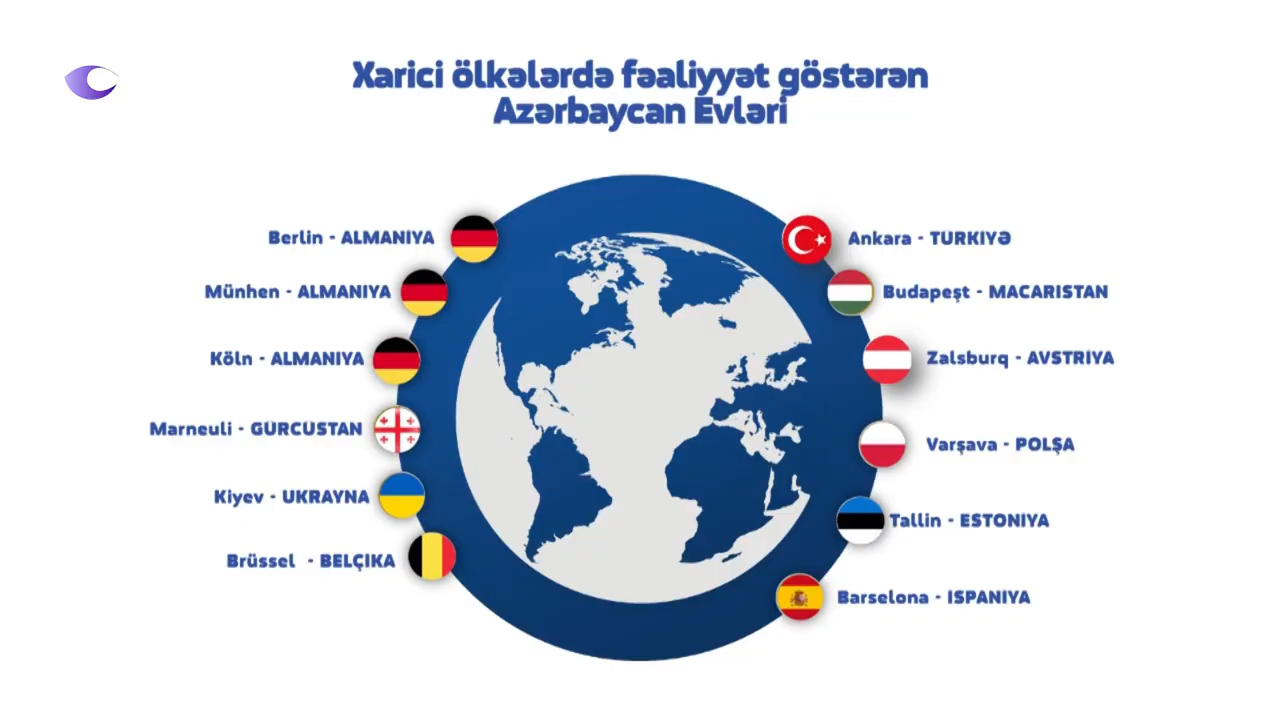 Xarici ölkələrdə fəaliyyət göstərən
Azərbaycan Evləri
Berlin - ALMANIYA
Münhen - ALMANIYA
Köln - ALMANIYA
Marneuli - GURCUSTAN
Kiyev - UKRAYNA
Brüssel - BELÇIKA
Ankara - TURKIYƏ
Budapeşt - MACARISTAN
Zalsburq - AVSTRIYA
Varşava - POLŞA
Tallin - ESTONIYA
Barselona - ISPANIYA